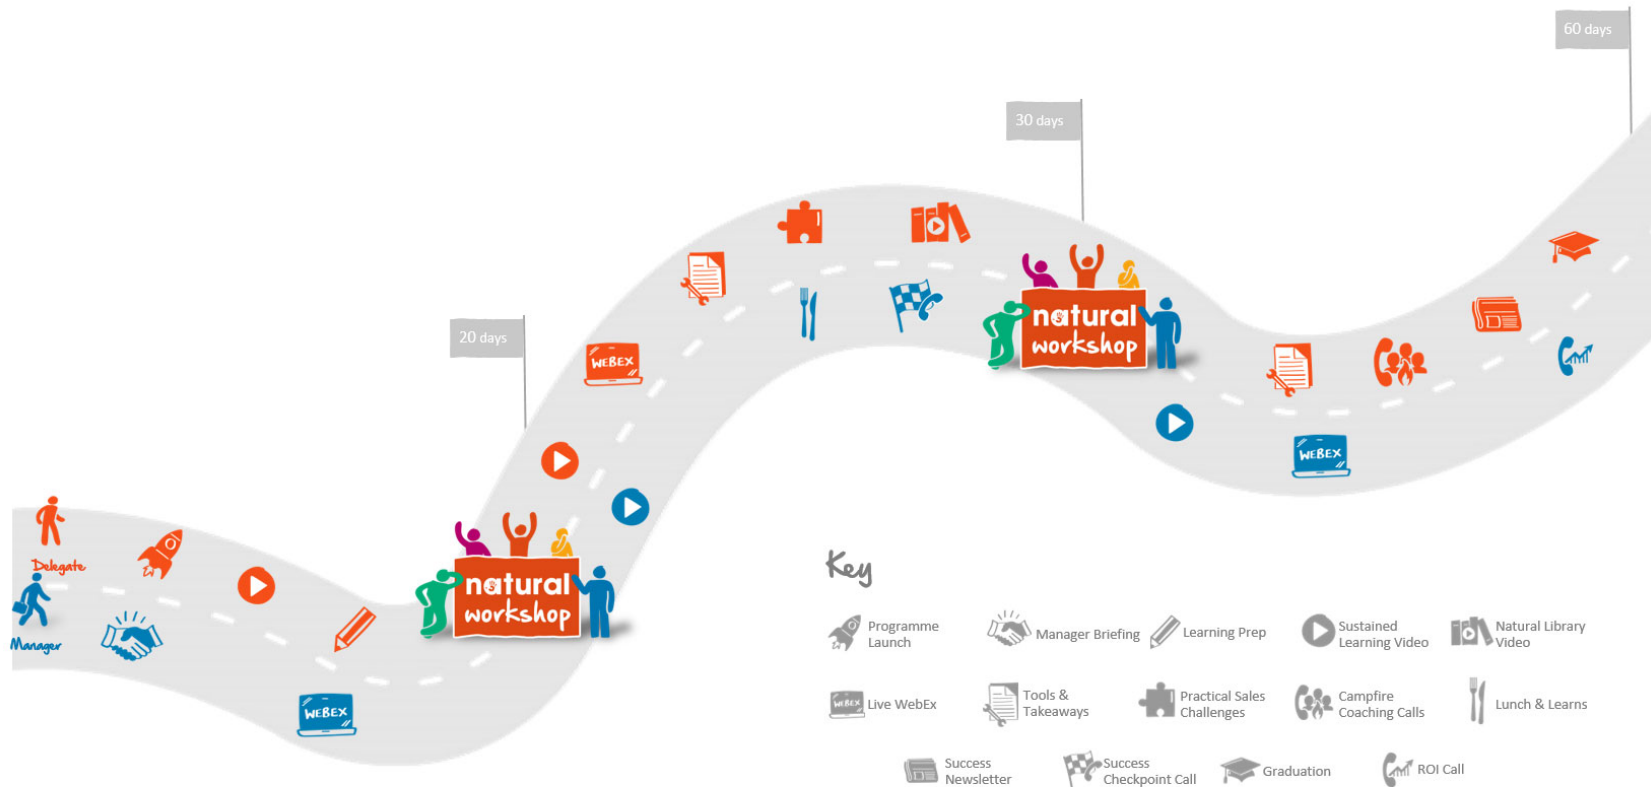 60 days
30 days
20 days
WEBEX
natural
workshop
WEBEX
Delegate
Manager
natural
workshop
WEBEX
Key
Programme
Launch
Manager Briefing
Learning Prep
Sustained
Learning Video
Natural Library
Video
WEBEX
Live WebEx
Tools &
Takeaways
Practical Sales
Challenges
Campfire
Coaching Calls
Lunch & Learns
Success
Newsletter
Success
Checkpoint Call
Graduation
ROI Call